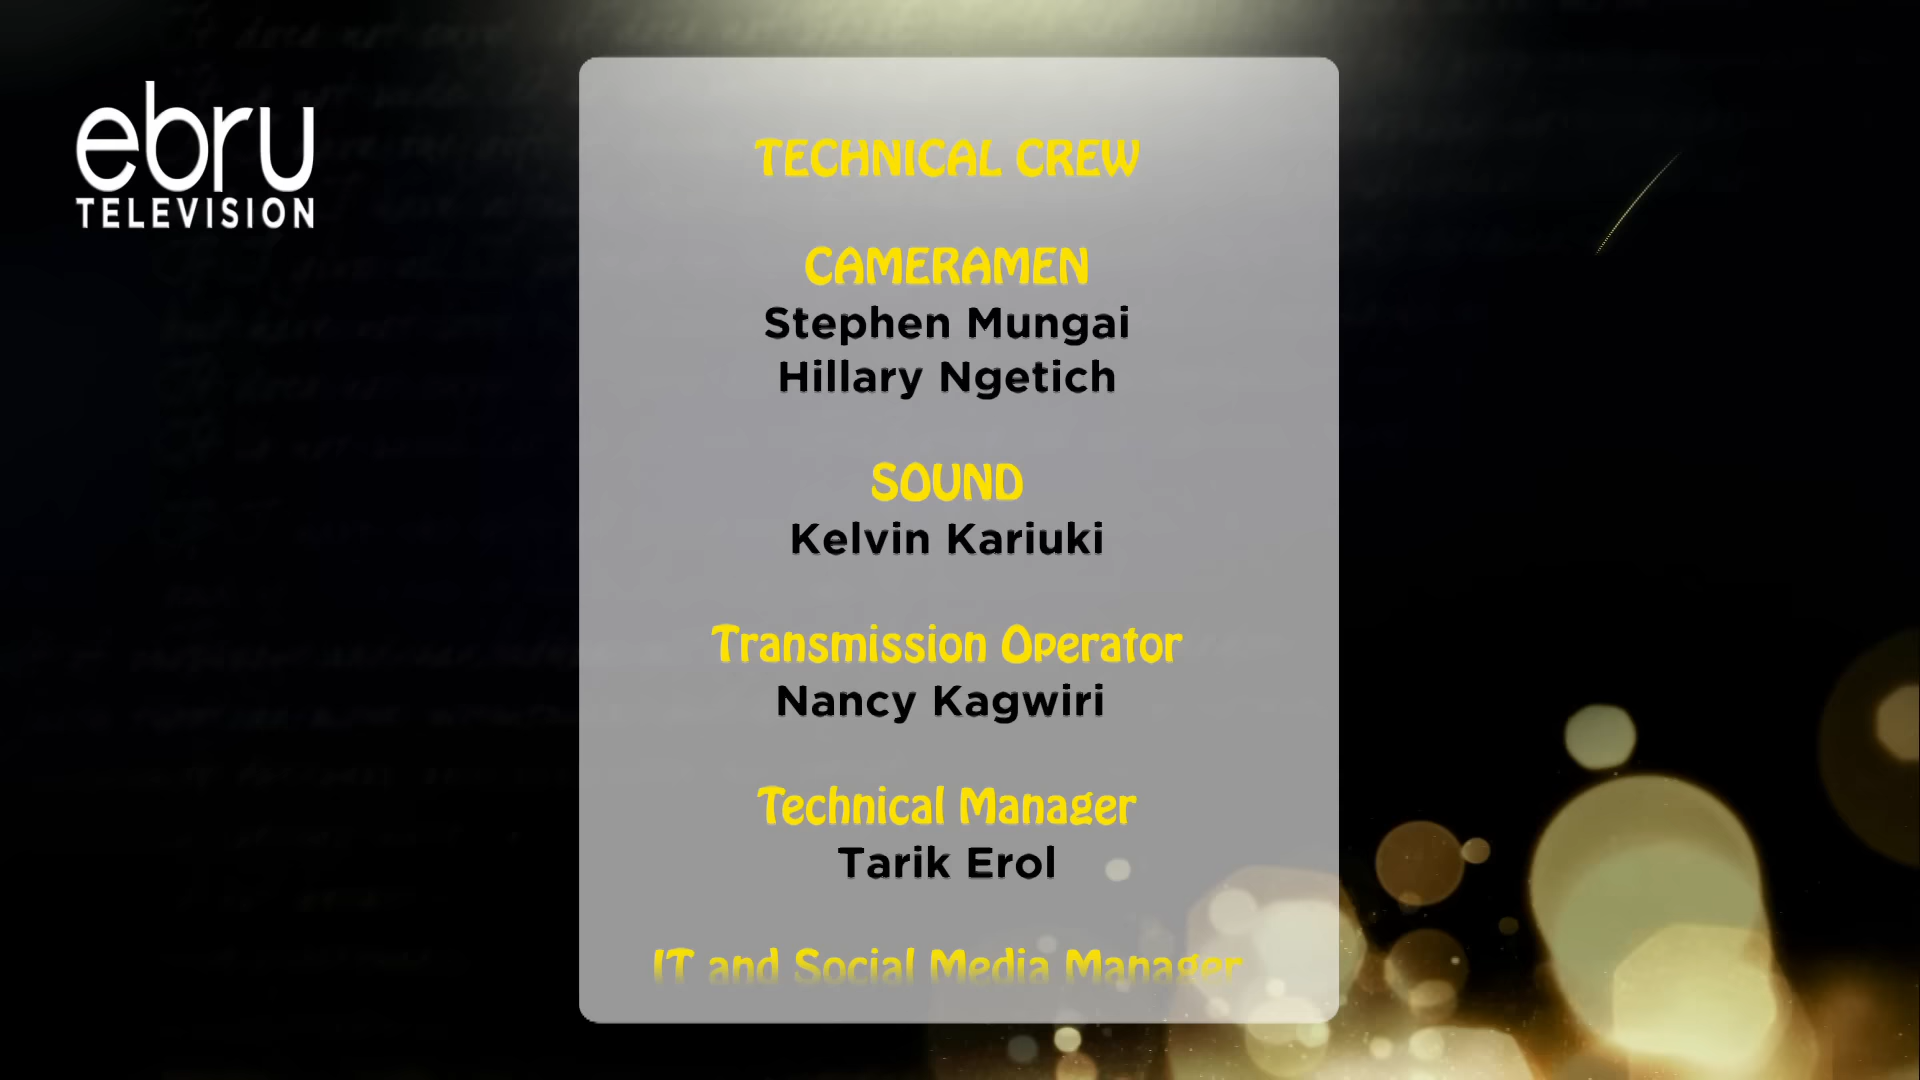 ebru
TELEVISION
TECHNICAL CREW
CAMERAMEN
Stephen Mungai
Hillary Ngetich
SOUND
Kelvin Kariuki
Transmission Operator
Nancy Kagwiri
Technical Manager
Tarik Erol
IT and Social Media Manager